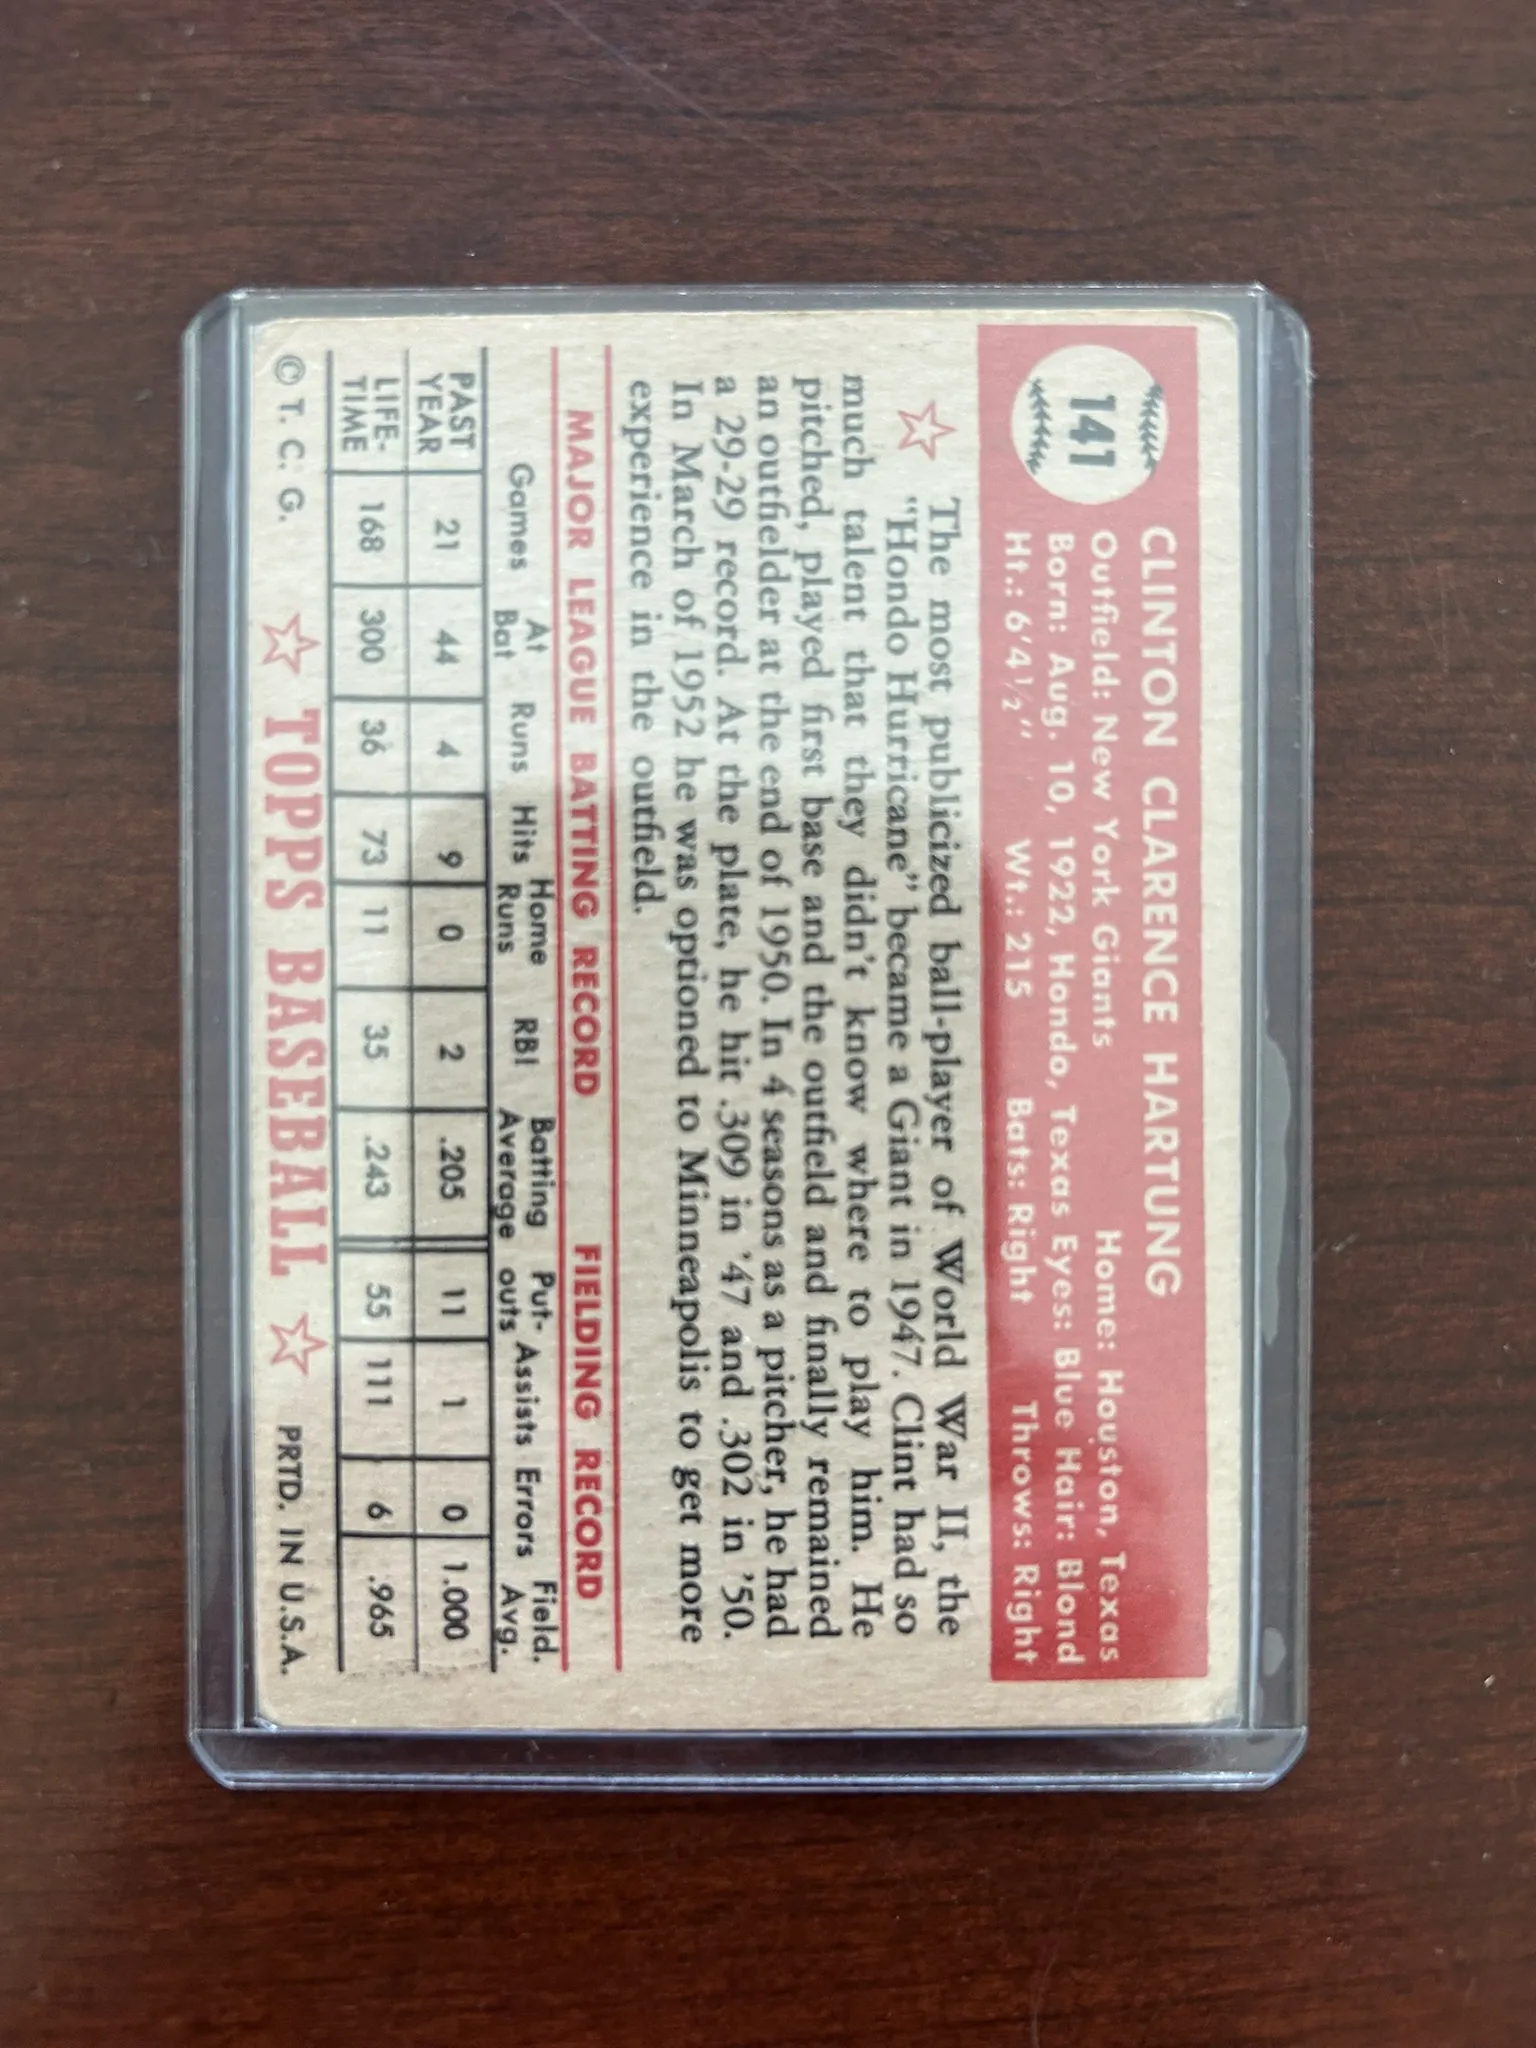 141
CLINTON CLARENCE HARTUNG
Outfield: New York Giants Home: Houston, Texas
Born: Aug. 10, 1922, Hondo, Texas Eyes: Blue Hair: Blond
Ht.: 6'4½" Wt.: 215 Bats: Right Throws: Right
The most publicized ball-player of World War II, the
"Hondo Hurricane" became a Giant in 1947. Clint had so
much talent that they didn't know where to play him. He
pitched, played first base and the outfield and finally remained
an outfielder at the end of 1950. In 4 seasons as a pitcher, he had
a 29-29 record. At the plate, he hit .309 in '47 and .302 in '50.
In March of 1952 he was optioned to Minneapolis to get more
experience in the outfield.
MAJOR LEAGUE BATTING RECORD FIELDING RECORD
Games At Bat Runs Hits Home Runs RBI Batting Average Put-outs Assists Errors Field. Avg.
PAST YEAR 21 44 4 9 0 2 .205 11 1 0 1.000
LIFE-TIME 168 300 36 73 11 35 .243 55 111 6 .965
© T. C. G. TOPPS BASEBALL PRTD. IN U.S.A.